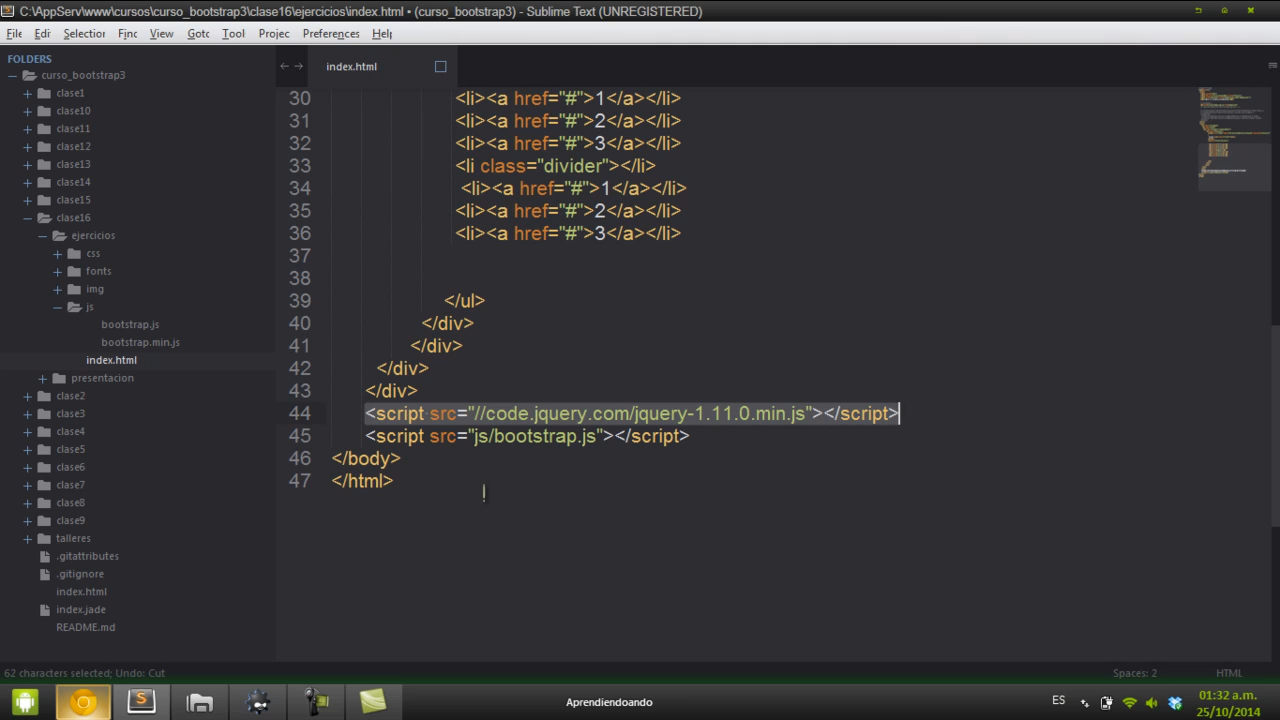 C:\AppServ\www\cursos\curso_bootstrap3\clase16\ejercicios\index.html • (curso_bootstrap3) - Sublime Text (UNREGISTERED)
File Edi Selection Finc View Goto Tool Projec Preferences Help
FOLDERS
curso_bootstrap3
clase1
clase10
clase11
clase12
clase13
clase14
clase15
clase16
ejercicios
css
fonts
img
js
bootstrap.js
bootstrap.min.js
index.html
presentacion
clase2
clase3
clase4
clase5
clase6
clase7
clase8
clase9
talleres
.gitattributes
.gitignore
index.html
index.jade
README.md
index.html
30 <li><a href="#">1</a></li>
31 <li><a href="#">2</a></li>
32 <li><a href="#">3</a></li>
33 <li class="divider"></li>
34 <li><a href="#">1</a></li>
35 <li><a href="#">2</a></li>
36 <li><a href="#">3</a></li>
37
38
39 </ul>
40 </div>
41 </div>
42 </div>
43 </div>
44 <script src="//code.jquery.com/jquery-1.11.0.min.js"></script>
45 <script src="js/bootstrap.js"></script>
46 </body>
47 </html>
62 characters selected; Undo: Cut
Spaces: 2
HTML
Aprendiendoando
ES
01:32 a.m.
25/10/2014